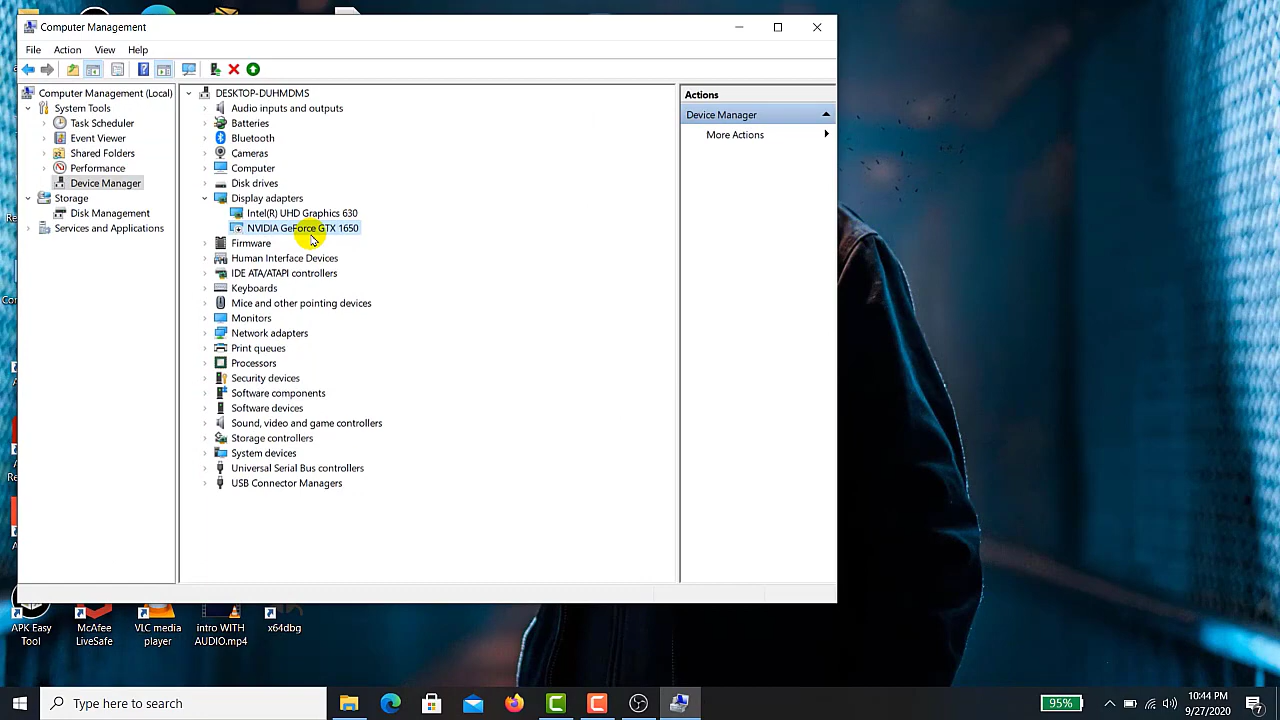 Computer Management
File Action View Help
Computer Management (Local)
System Tools
Task Scheduler
Event Viewer
Shared Folders
Performance
Device Manager
Storage
Disk Management
Services and Applications
DESKTOP-DUHMDMS
Audio inputs and outputs
Batteries
Bluetooth
Cameras
Computer
Disk drives
Display adapters
Intel(R) UHD Graphics 630
NVIDIA GeForce GTX 1650
Firmware
Human Interface Devices
IDE ATA/ATAPI controllers
Keyboards
Mice and other pointing devices
Monitors
Network adapters
Print queues
Processors
Security devices
Software components
Software devices
Sound, video and game controllers
Storage controllers
System devices
Universal Serial Bus controllers
USB Connector Managers
Actions
Device Manager
More Actions
APK Easy
Tool
McAfee
LiveSafe
VLC media
player
intro WITH
AUDIO.mp4
x64dbg
Type here to search
95%
10:44 PM
9/27/2020
7